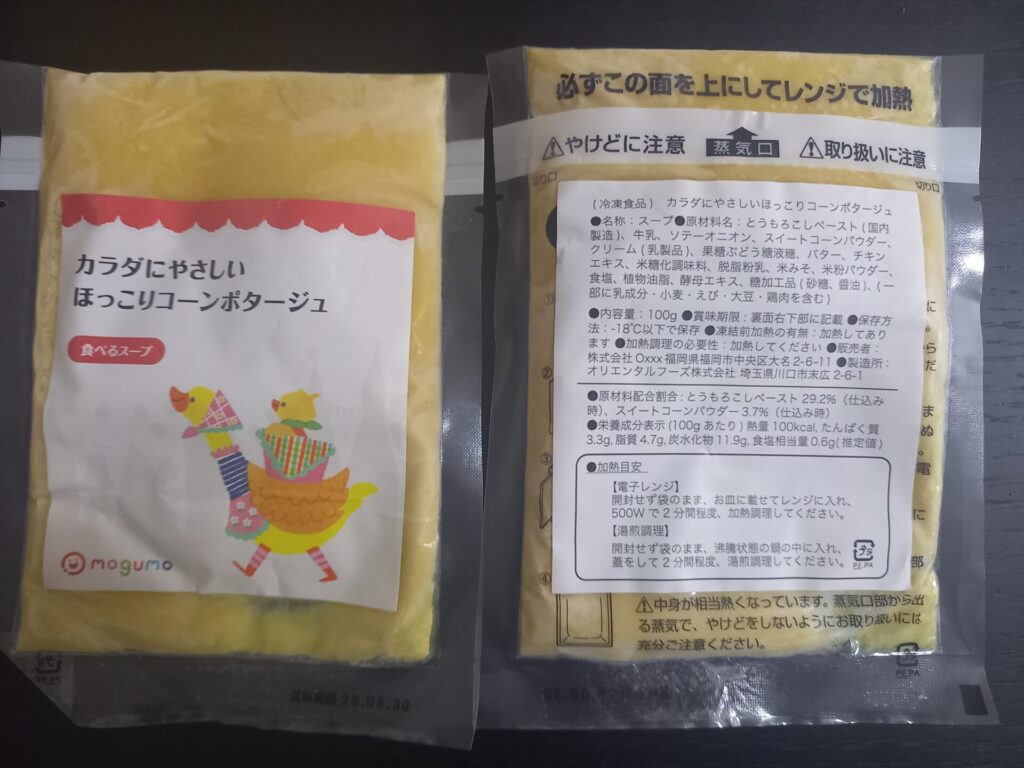 カラダにやさしい
ほっこりコーンポタージュ
食べるスープ
mogumo
25.08.30
必ずこの面を上にしてレンジで加熱
⚠やけどに注意 蒸気口 ⚠取り扱いに注意
切り口
(冷凍食品) カラダにやさしいほっこりコーンポタージュ
●名称:スープ●原材料名:とうもろこしペースト(国内
製造)、牛乳、ソテーオニオン、スイートコーンパウダー、
クリーム(乳製品)、果糖ぶどう糖液糖、バター、チキン
エキス、米糖化調味料、脱脂粉乳、米みそ、米粉パウダー、
食塩、植物油脂、酵母エキス、糖加工品(砂糖、醤油)、(一
部に乳成分・小麦・えび・大豆・鶏肉を含む)
●内容量:100g ●賞味期限:裏面右下部に記載 ●保存方
法:-18℃以下で保存 ●凍結前加熱の有無:加熱してあり
ます ●加熱調理の必要性:加熱してください ●販売者:
株式会社 Oxxx 福岡県福岡市中央区大名 2-6-11 ●製造所:
オリエンタルフーズ株式会社 埼玉県川口市末広 2-6-1
●原材料配合割合:とうもろこしペースト 29.2%(仕込み
時)、スイートコーンパウダー 3.7%(仕込み時)
●栄養成分表示(100gあたり)熱量 100kcal, たんぱく質
3.3g, 脂質 4.7g, 炭水化物 11.9g, 食塩相当量 0.6g(推定値)
●加熱目安
【電子レンジ】
開封せず袋のまま、お皿に載せてレンジに入れ、
500W で 2 分間程度、加熱調理してください。
【湯煎調理】
開封せず袋のまま、沸騰状態の鍋の中に入れ、
蓋をして 2 分間程度、湯煎調理してください。
プラ
PE.PA
②
③
④
⚠中身が相当熱くなっています。蒸気口部から出
る蒸気で、やけどをしないようにお取り扱いには
充分ご注意ください。
PE,PA